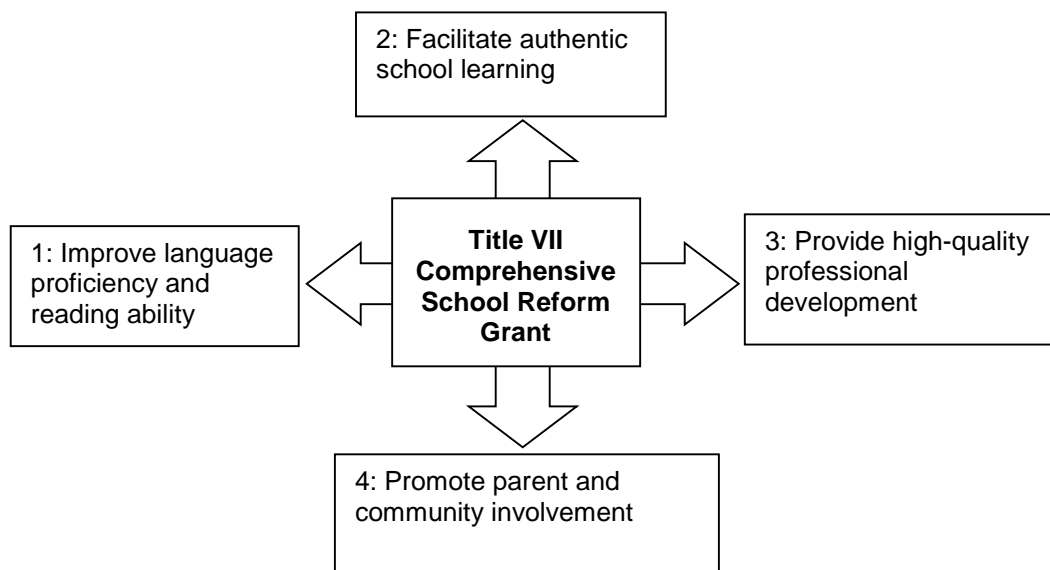 2: Facilitate authentic
school learning
1: Improve language
proficiency and
reading ability
Title VII
Comprehensive
School Reform
Grant
3: Provide high-quality
professional
development
4: Promote parent and
community involvement